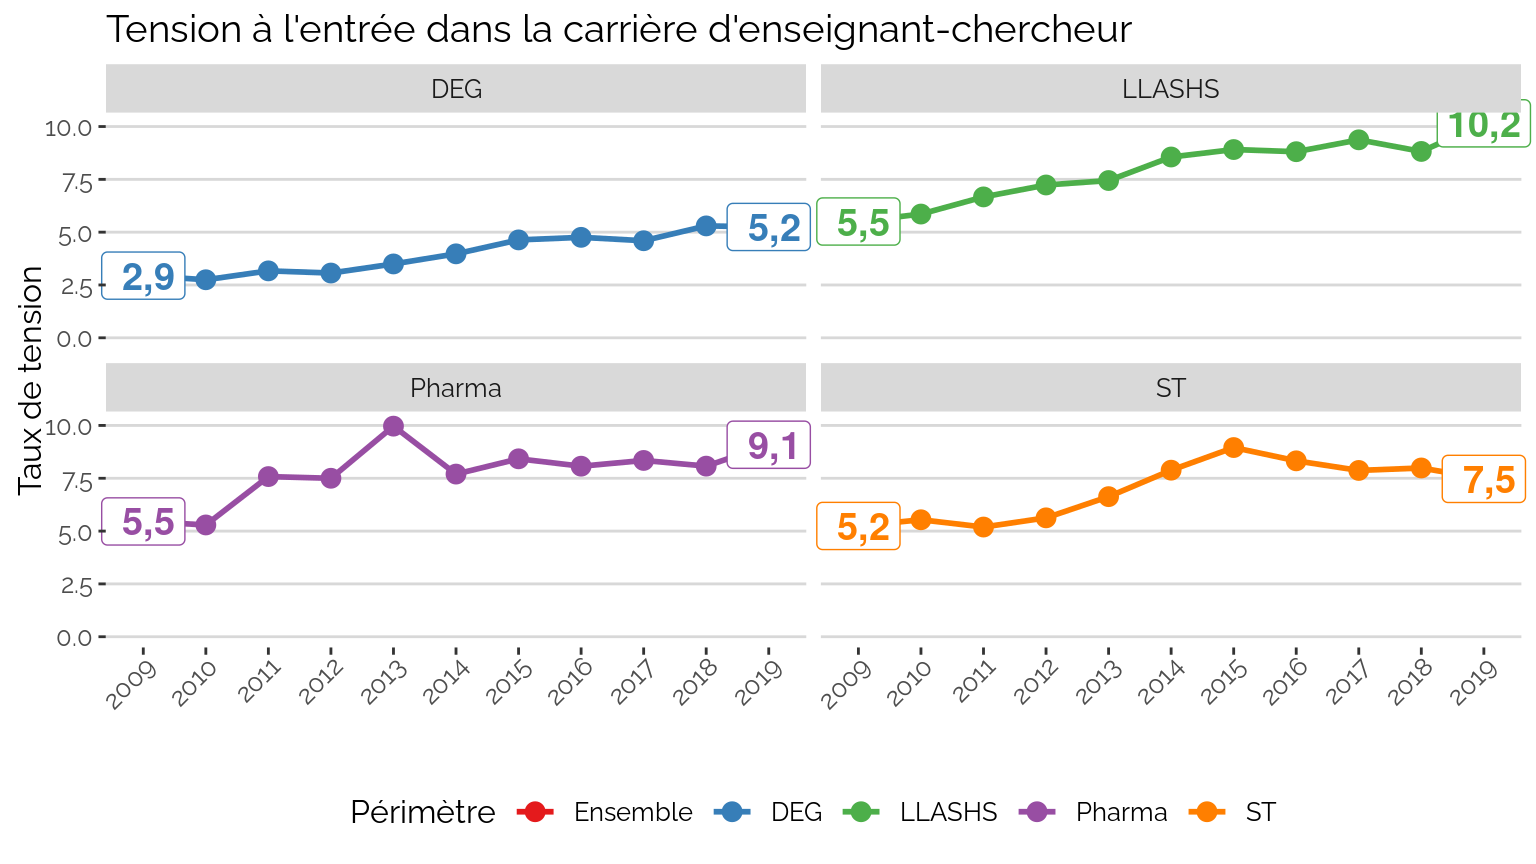 Tension à l'entrée dans la carrière d'enseignant-chercheur
DEG
LLASHS
10.0
7.5
5.0
2.5
0.0
2,9
5,2
5,5
10,2
Taux de tension
Pharma
ST
10.0
7.5
5.0
2.5
0.0
5,5
9,1
5,2
7,5
2009 2010 2011 2012 2013 2014 2015 2016 2017 2018 2019
2009 2010 2011 2012 2013 2014 2015 2016 2017 2018 2019
Périmètre Ensemble DEG LLASHS Pharma ST